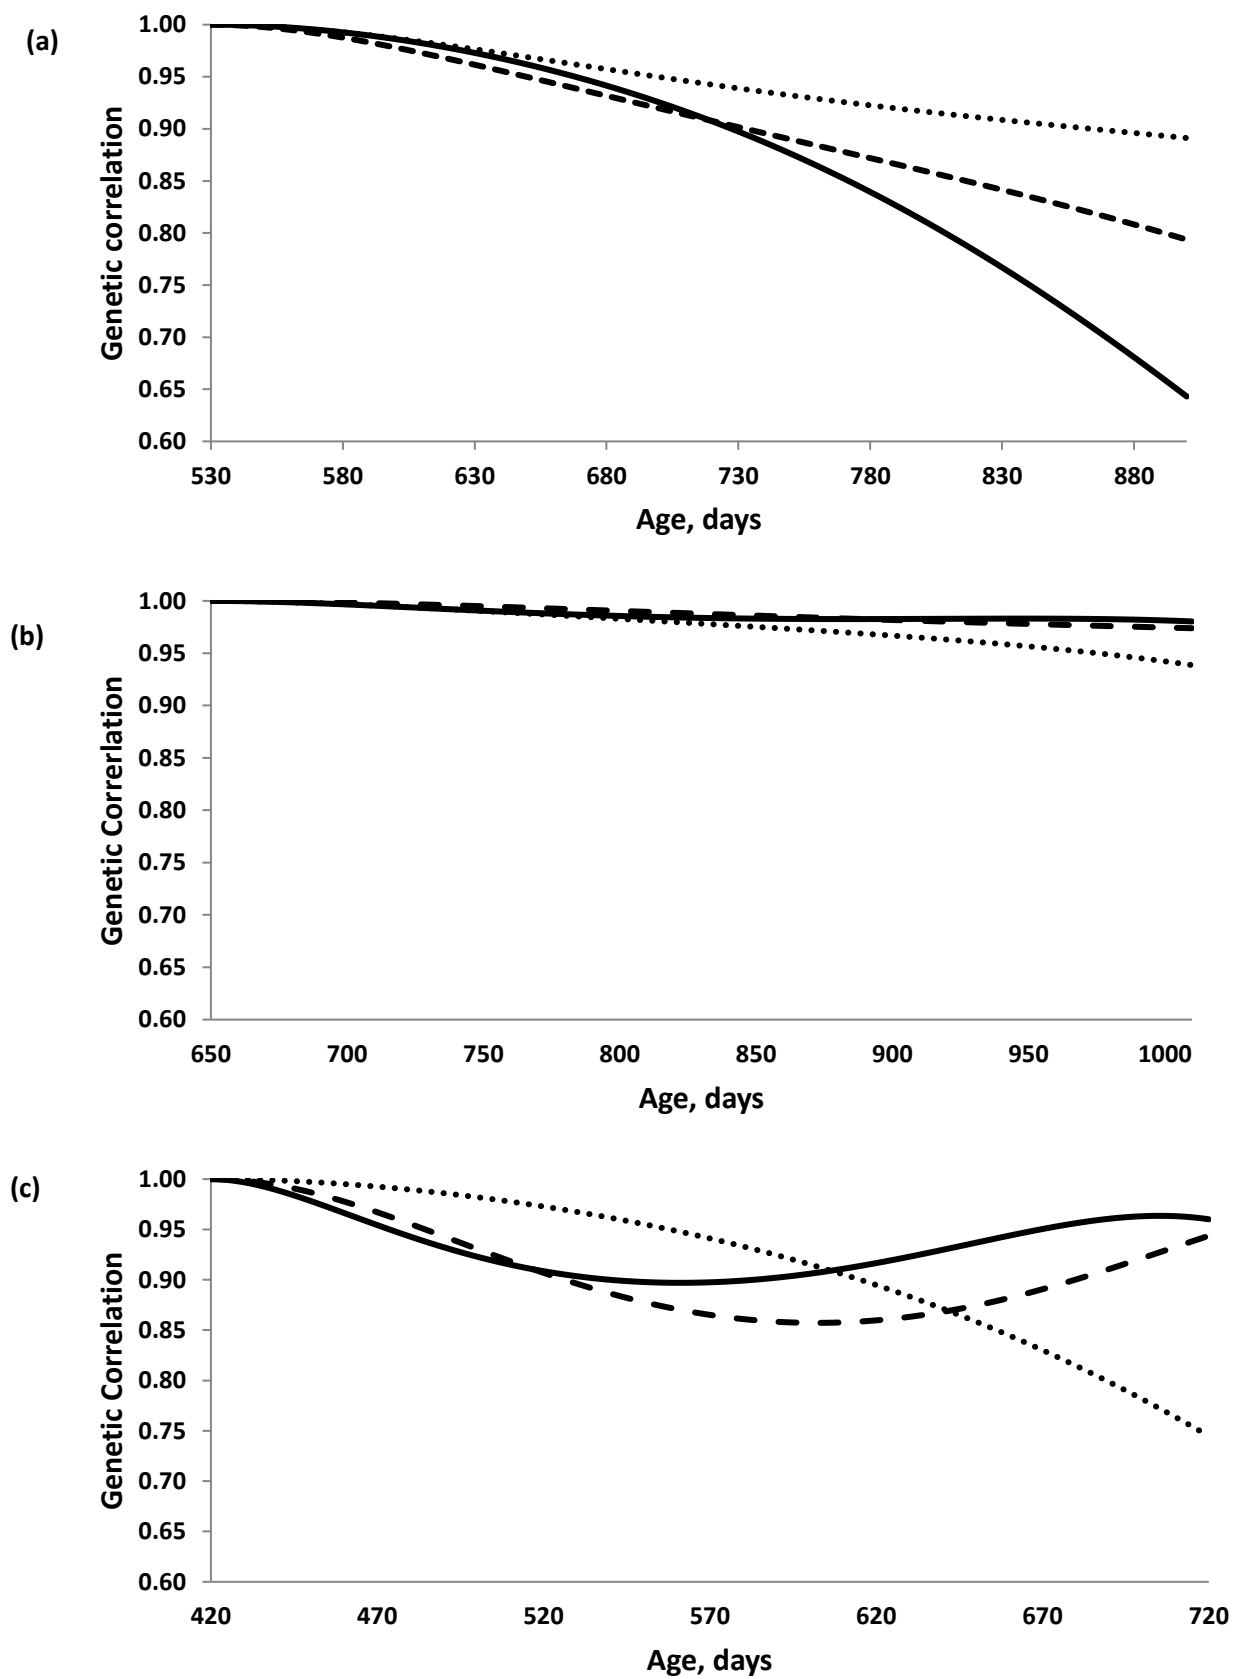 (a)
Genetic correlation
1.00
0.95
0.90
0.85
0.80
0.75
0.70
0.65
0.60
530 580 630 680 730 780 830 880
Age, days
(b)
Genetic Correrlation
1.00
0.95
0.90
0.85
0.80
0.75
0.70
0.65
0.60
650 700 750 800 850 900 950 1000
Age, days
(c)
Genetic Correlation
1.00
0.95
0.90
0.85
0.80
0.75
0.70
0.65
0.60
420 470 520 570 620 670 720
Age, days